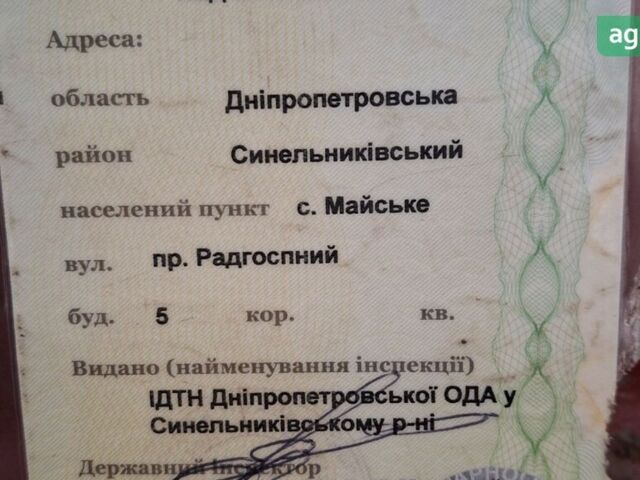 ag
Адреса:
область Дніпропетровська
район Синельниківський
населений пункт с. Майське
вул. пр. Радгоспний
буд. 5 кор. кв.
Видано (найменування інспекції)
ІДТН Дніпропетровської ОДА у
Синельниківському р-ні
Державний інспектор